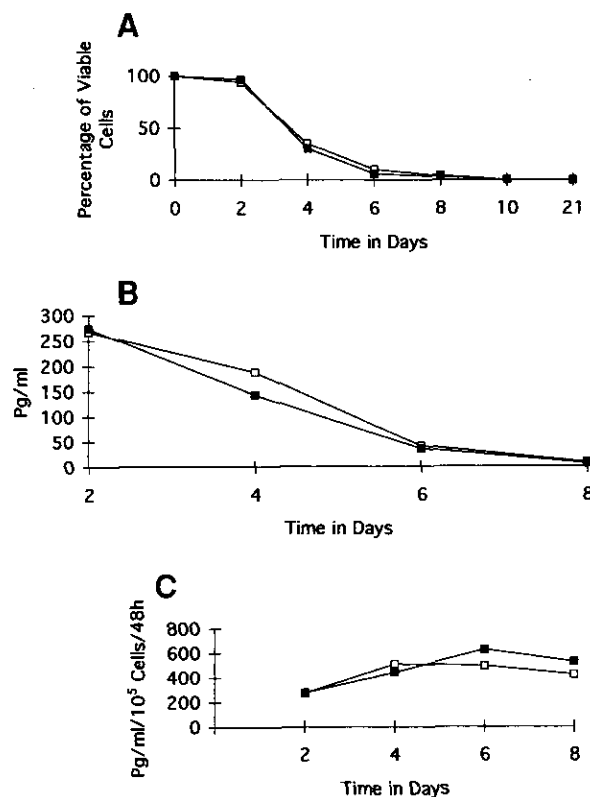 A
Percentage of Viable
Cells
100
50
0
0 2 4 6 8 10 21
Time in Days
B
Pg/ml
300
250
200
150
100
50
0
2 4 6 8
Time in Days
C
Pg/ml/10⁵ Cells/48h
800
600
400
200
0
2 4 6 8
Time in Days